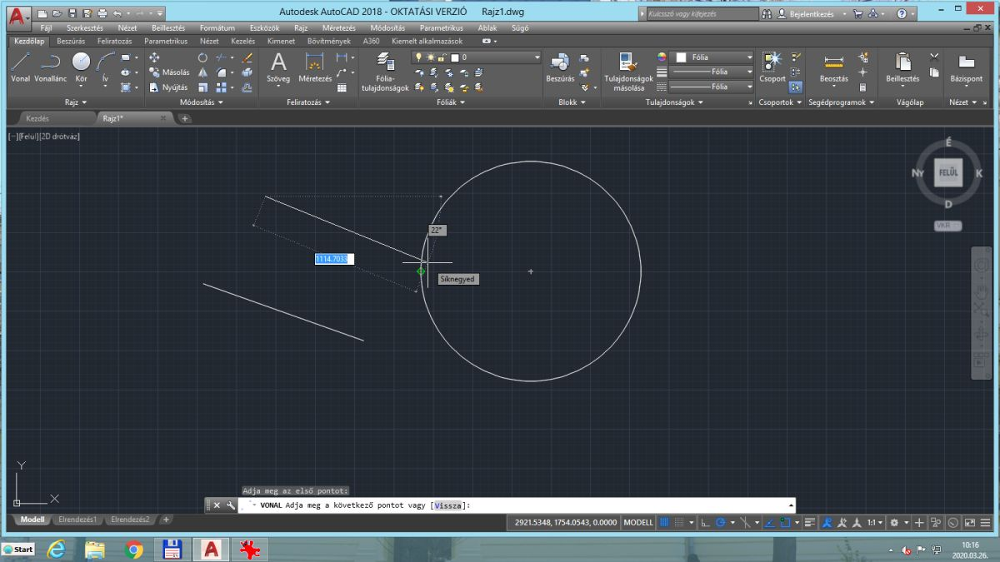 Autodesk AutoCAD 2018 - OKTATÁSI VERZIÓ Rajz1.dwg
Kulcsszó vagy kifejezés
Bejelentkezés
Fájl Szerkesztés Nézet Beillesztés Formátum Eszközök Rajz Méretezés Módosítás Parametrikus Ablak Súgó
Kezdőlap Beszúrás Feliratozás Parametrikus Nézet Kezelés Kimenet Bővítmények A360 Kiemelt alkalmazások
Vonal Vonallánc Kör Ív
Másolás
Nyújtás
Szöveg Méretezés
Fólia-
tulajdonságok
0
Beszúrás
Tulajdonságok
másolása
Fólia
Fólia
Fólia
Csoport
Beosztás
Beillesztés
Bázispont
Rajz Módosítás Feliratozás Fóliák Blokk Tulajdonságok Csoportok Segédprogramok Vágólap Nézet
Kezdés Rajz1*
[−][Felül][2D drótváz]
É
Ny FELÜL K
D
VKR
22°
1114.7033
Síknegyed
Y
X
Adja meg az első pontot:
VONAL Adja meg a következő pontot vagy [Vissza]:
Modell Elrendezés1 Elrendezés2 +
2921.5348, 1754.0543, 0.0000 MODELL 1:1
Start
10:16
2020.03.26.